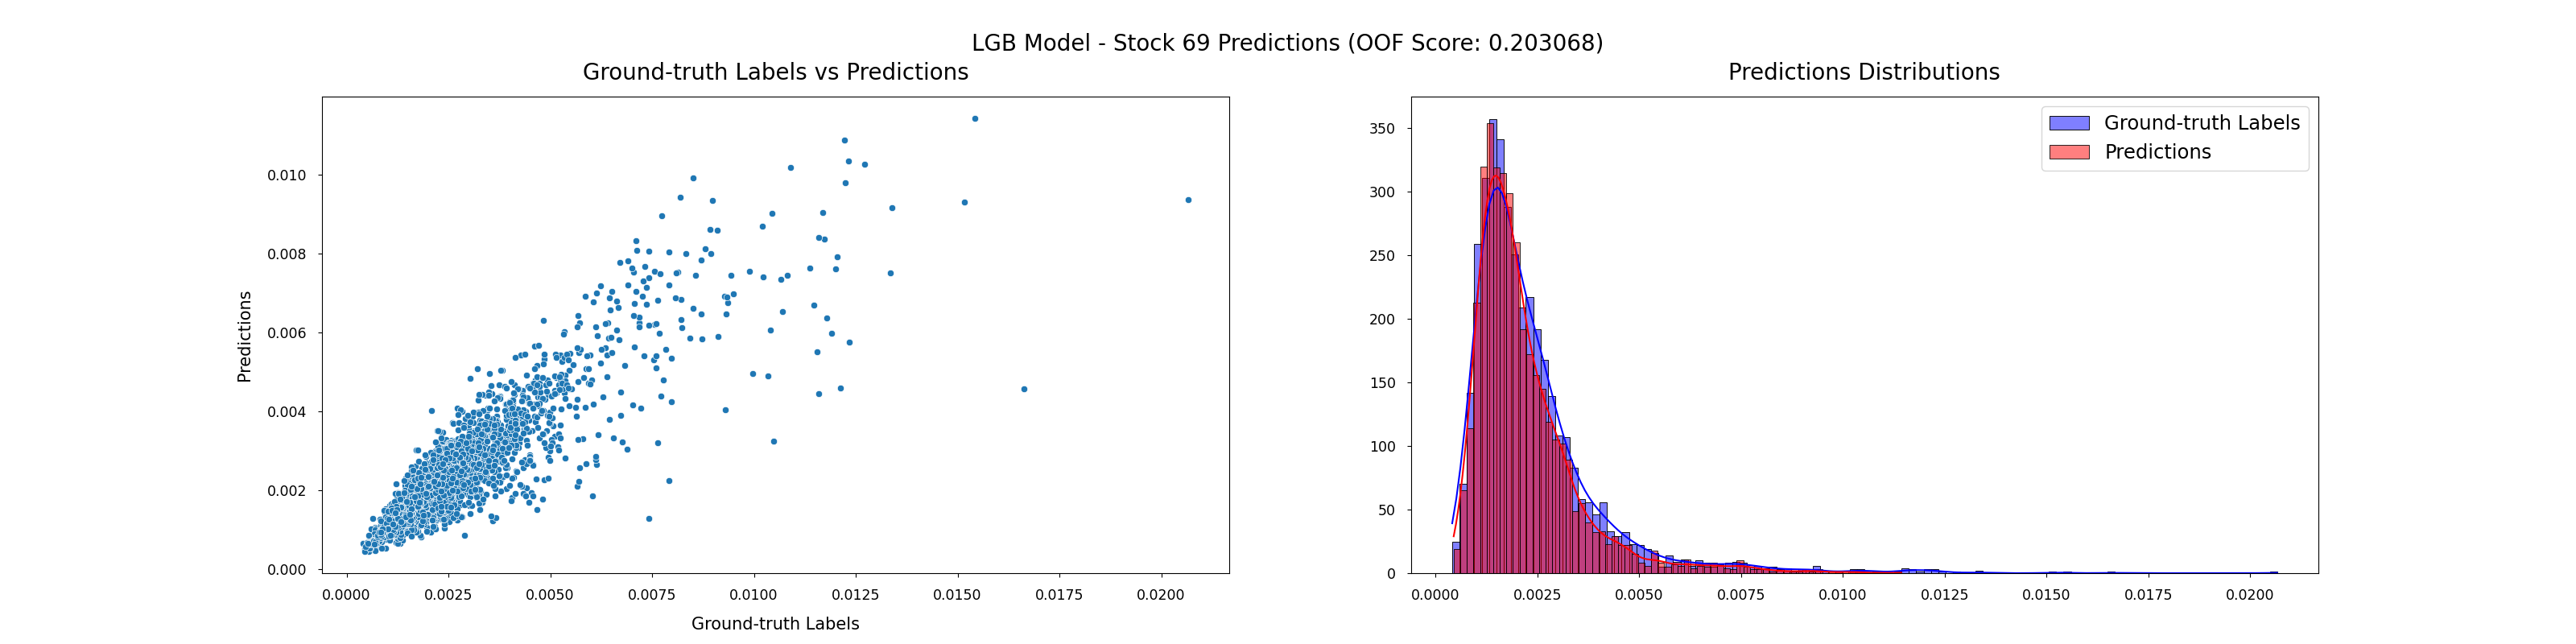 LGB Model - Stock 69 Predictions (OOF Score: 0.203068)
Ground-truth Labels vs Predictions
Predictions
0.010
0.008
0.006
0.004
0.002
0.000
0.0000 0.0025 0.0050 0.0075 0.0100 0.0125 0.0150 0.0175 0.0200
Ground-truth Labels
Predictions Distributions
Ground-truth Labels
Predictions
350
300
250
200
150
100
50
0
0.0000 0.0025 0.0050 0.0075 0.0100 0.0125 0.0150 0.0175 0.0200